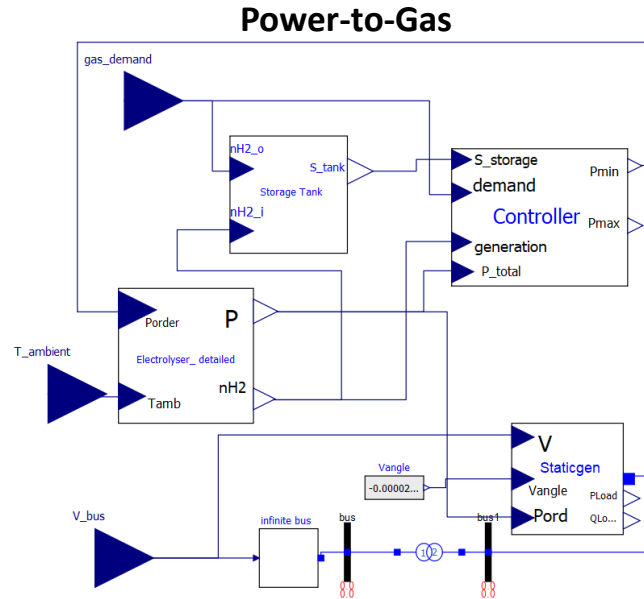 Power-to-Gas
gas_demand
nH2_o
S_tank
Storage Tank
nH2_i
S_storage
demand
Pmin
Controller
Pmax
generation
P_total
Porder
P
T_ambient
Electrolyser_ detailed
nH2
Tamb
V
Vangle
Staticgen
-0.00002...
Vangle
PLoad
V_bus
infinite bus
bus
bus1
Pord
QLo...
1
2